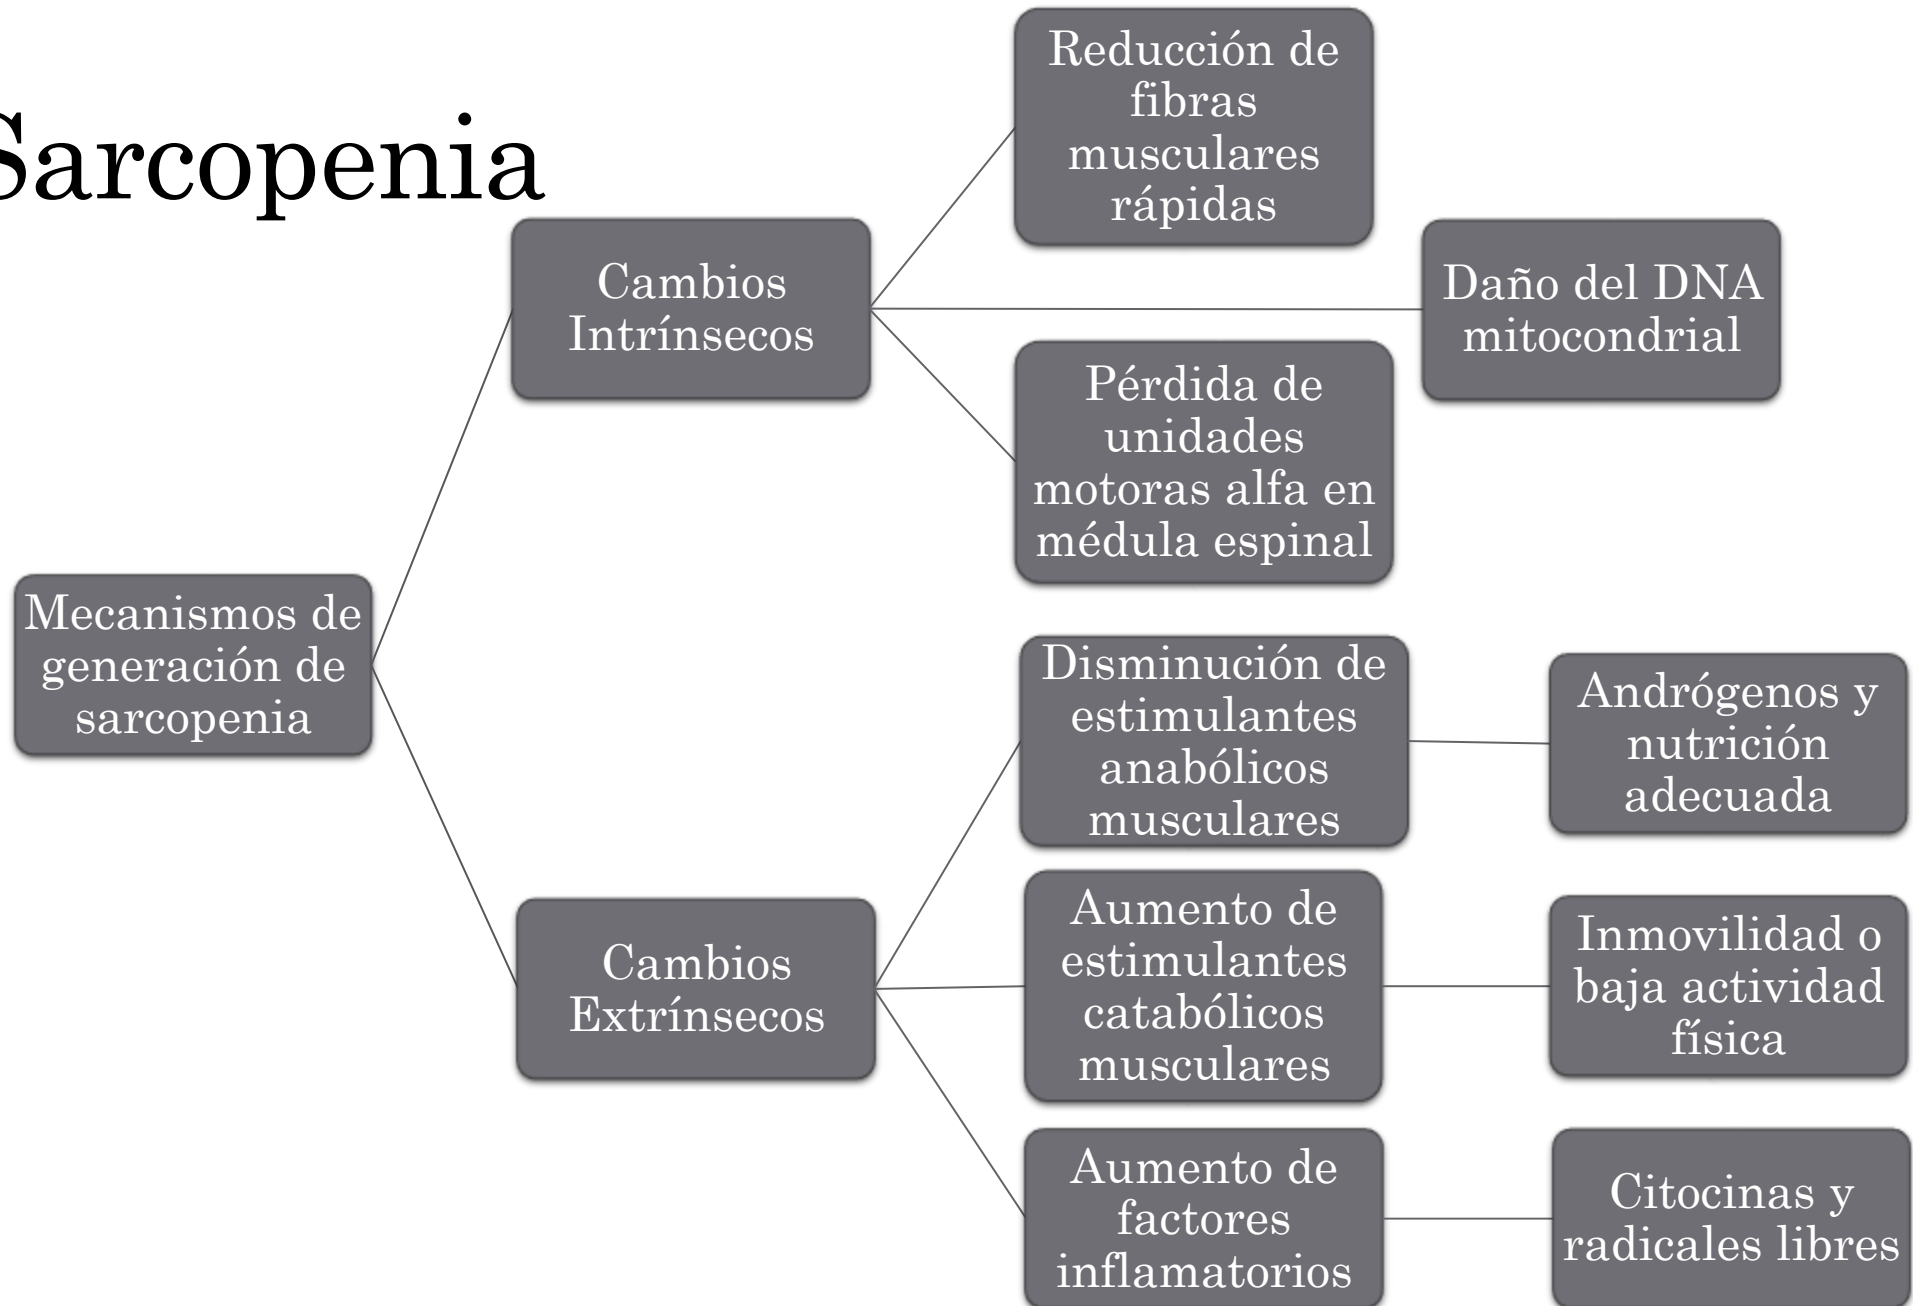 Sarcopenia
Mecanismos de
generación de
sarcopenia
Cambios
Intrínsecos
Reducción de
fibras
musculares
rápidas
Daño del DNA
mitocondrial
Pérdida de
unidades
motoras alfa en
médula espinal
Cambios
Extrínsecos
Disminución de
estimulantes
anabólicos
musculares
Andrógenos y
nutrición
adecuada
Aumento de
estimulantes
catabólicos
musculares
Inmovilidad o
baja actividad
física
Aumento de
factores
inflamatorios
Citocinas y
radicales libres